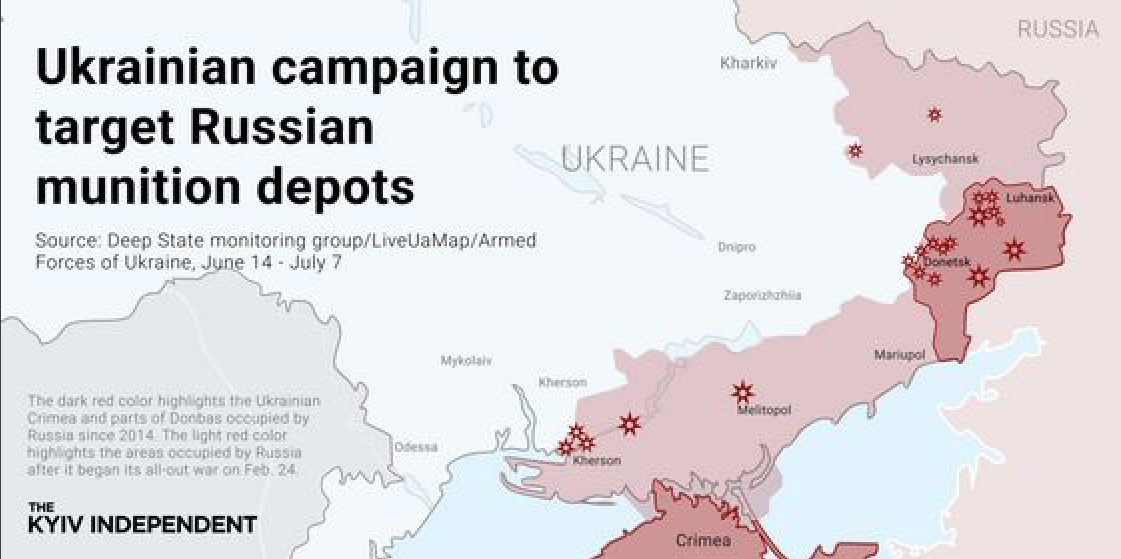 Ukrainian campaign to
target Russian
munition depots
Source: Deep State monitoring group/LiveUaMap/Armed
Forces of Ukraine, June 14 - July 7
RUSSIA
Kharkiv
UKRAINE
Lysychansk
Luhansk
Dnipro
Donetsk
Zaporizhzhiia
Mykolaiv
Mariupol
Kherson
Melitopol
Odessa
Kherson
Crimea
The dark red color highlights the Ukrainian
Crimea and parts of Donbas occupied by
Russia since 2014. The light red color
highlights the areas occupied by Russia
after it began its all-out war on Feb. 24.
THE
KYIV INDEPENDENT